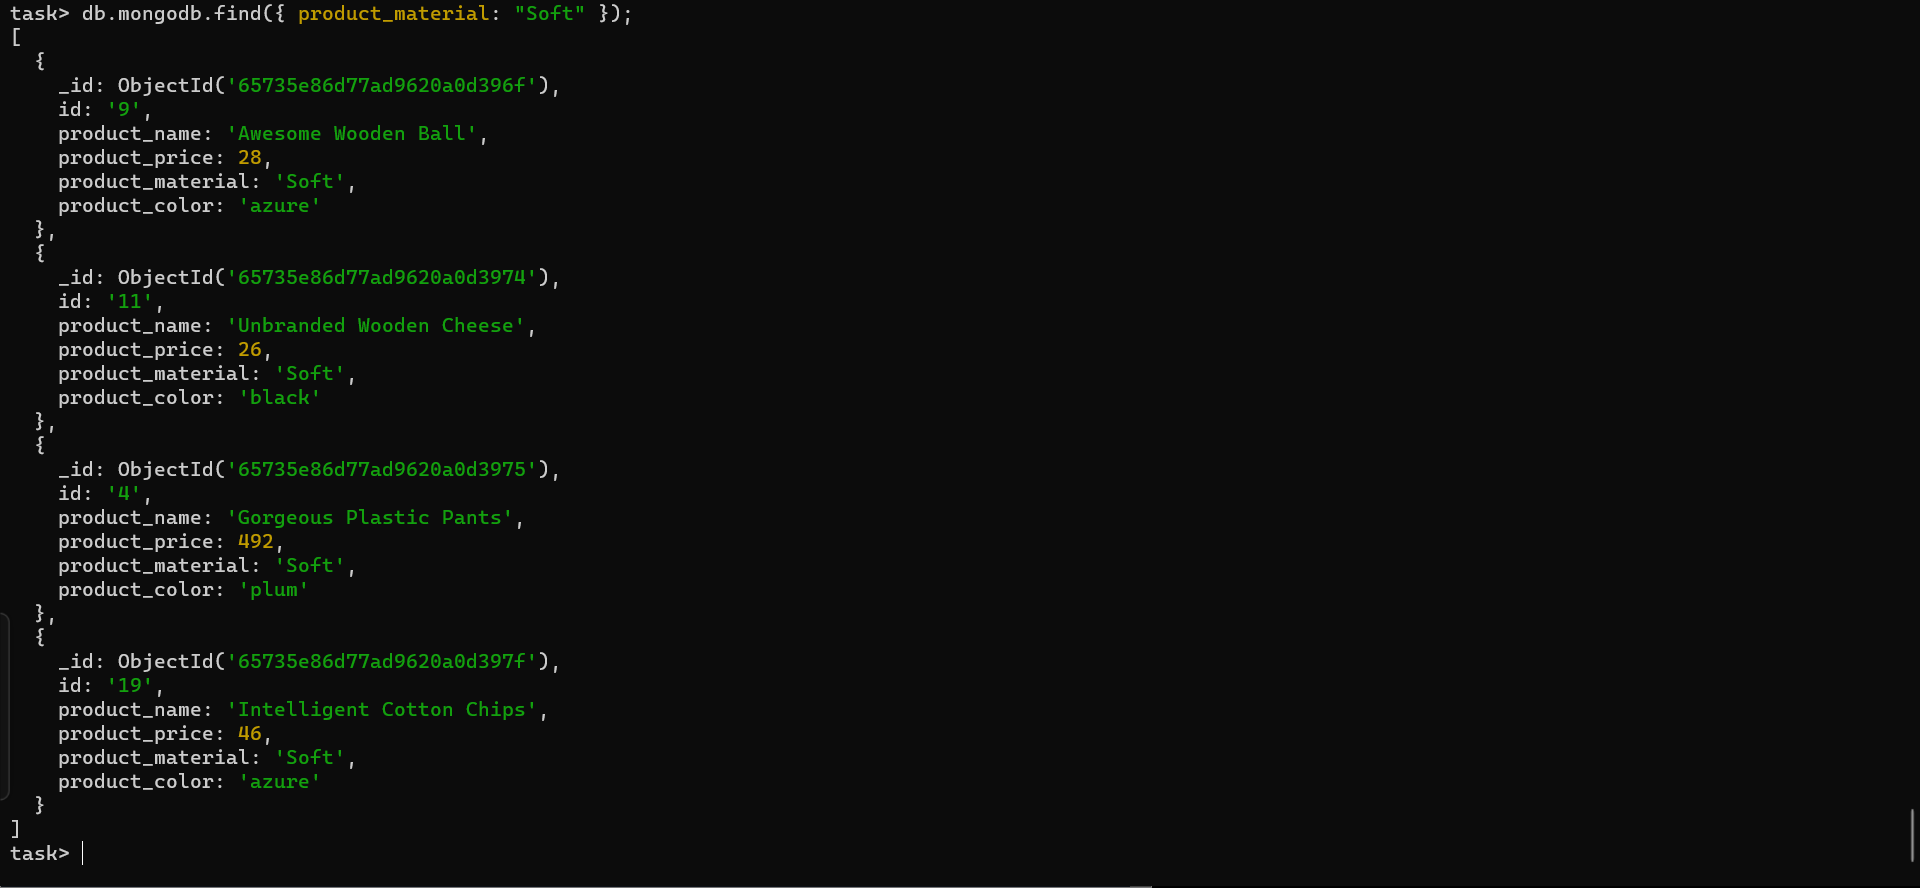 task> db.mongodb.find({ product_material: "Soft" });
[
  {
    _id: ObjectId('65735e86d77ad9620a0d396f'),
    id: '9',
    product_name: 'Awesome Wooden Ball',
    product_price: 28,
    product_material: 'Soft',
    product_color: 'azure'
  },
  {
    _id: ObjectId('65735e86d77ad9620a0d3974'),
    id: '11',
    product_name: 'Unbranded Wooden Cheese',
    product_price: 26,
    product_material: 'Soft',
    product_color: 'black'
  },
  {
    _id: ObjectId('65735e86d77ad9620a0d3975'),
    id: '4',
    product_name: 'Gorgeous Plastic Pants',
    product_price: 492,
    product_material: 'Soft',
    product_color: 'plum'
  },
  {
    _id: ObjectId('65735e86d77ad9620a0d397f'),
    id: '19',
    product_name: 'Intelligent Cotton Chips',
    product_price: 46,
    product_material: 'Soft',
    product_color: 'azure'
  }
]
task>